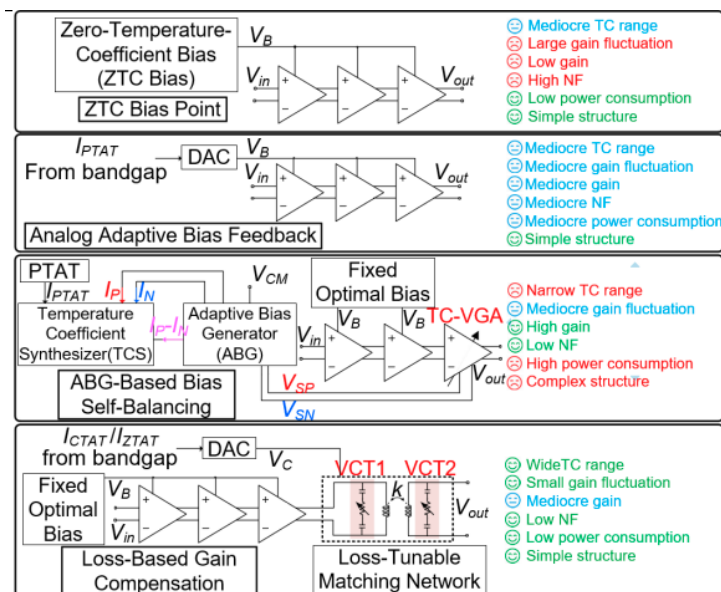 Zero-Temperature-
Coefficient Bias
(ZTC Bias)
V_B
V_in
V_out
+ + +
− − −
ZTC Bias Point
Mediocre TC range
Large gain fluctuation
Low gain
High NF
Low power consumption
Simple structure
I_PTAT
From bandgap
DAC
V_B
V_in
V_out
+ + +
− − −
Analog Adaptive Bias Feedback
Mediocre TC range
Mediocre gain fluctuation
Mediocre gain
Mediocre NF
Mediocre power consumption
Simple structure
PTAT
I_PTAT
I_P
I_N
V_CM
Fixed
Optimal Bias
Temperature
Coefficient
Synthesizer(TCS)
I_P-I_N
Adaptive Bias
Generator
(ABG)
V_B
V_B
TC-VGA
V_in
V_out
+ + +
− − −
V_SP
V_SN
ABG-Based Bias
Self-Balancing
Narrow TC range
Mediocre gain fluctuation
High gain
Low NF
High power consumption
Complex structure
I_CTAT/I_ZTAT
from bandgap
DAC
V_C
VCT1
VCT2
k
Fixed
Optimal
Bias
V_B
V_in
V_out
+ + +
− − −
Loss-Based Gain
Compensation
Loss-Tunable
Matching Network
WideTC range
Small gain fluctuation
Mediocre gain
Low NF
Low power consumption
Simple structure